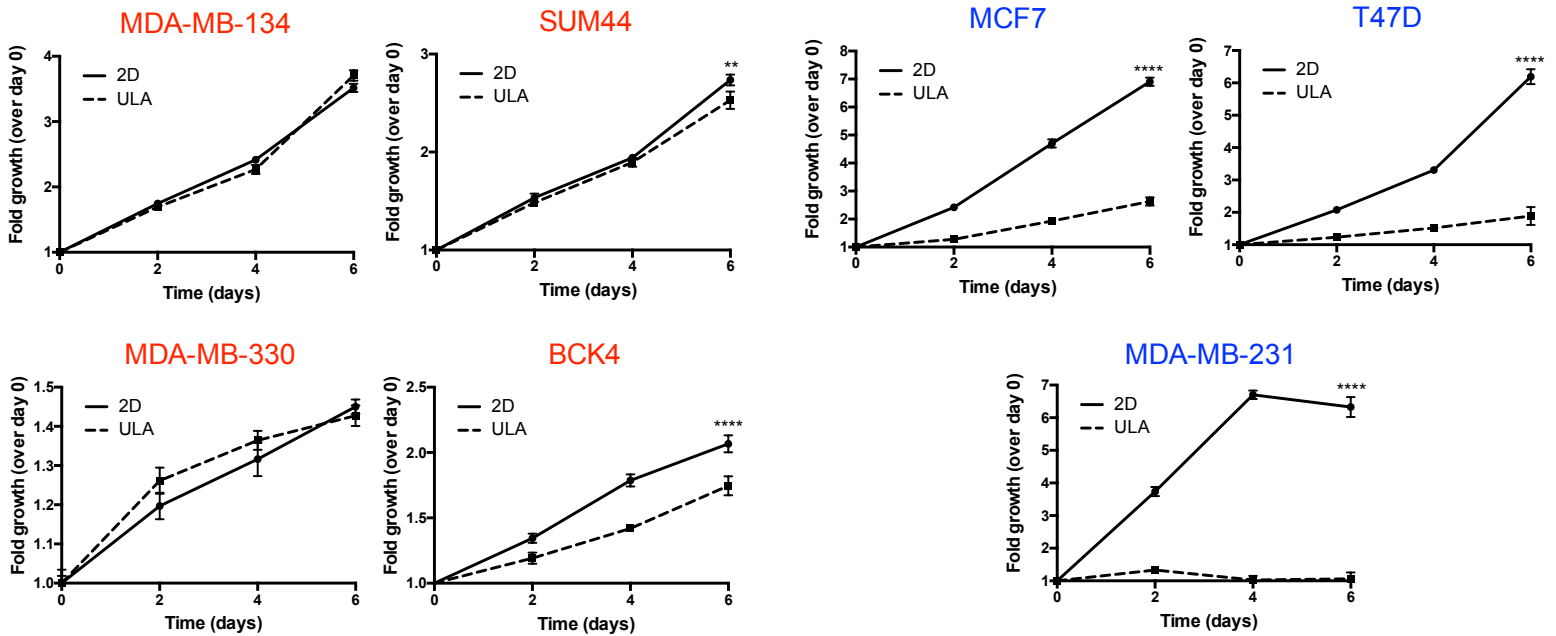 MDA-MB-134
Fold growth (over day 0)
4
3
2
1
2D
ULA
0 2 4 6
Time (days)
SUM44
Fold growth (over day 0)
3
2
1
2D
ULA
**
0 2 4 6
Time (days)
MCF7
Fold growth (over day 0)
8
7
6
5
4
3
2
1
2D
ULA
****
0 2 4 6
Time (days)
T47D
Fold growth (over day 0)
7
6
5
4
3
2
1
2D
ULA
****
0 2 4 6
Time (days)
MDA-MB-330
Fold growth (over day 0)
1.5
1.4
1.3
1.2
1.1
1.0
2D
ULA
0 2 4 6
Time (days)
BCK4
Fold growth (over day 0)
2.5
2.0
1.5
1.0
2D
ULA
****
0 2 4 6
Time (days)
MDA-MB-231
Fold growth (over day 0)
7
6
5
4
3
2
1
2D
ULA
****
0 2 4 6
Time (days)